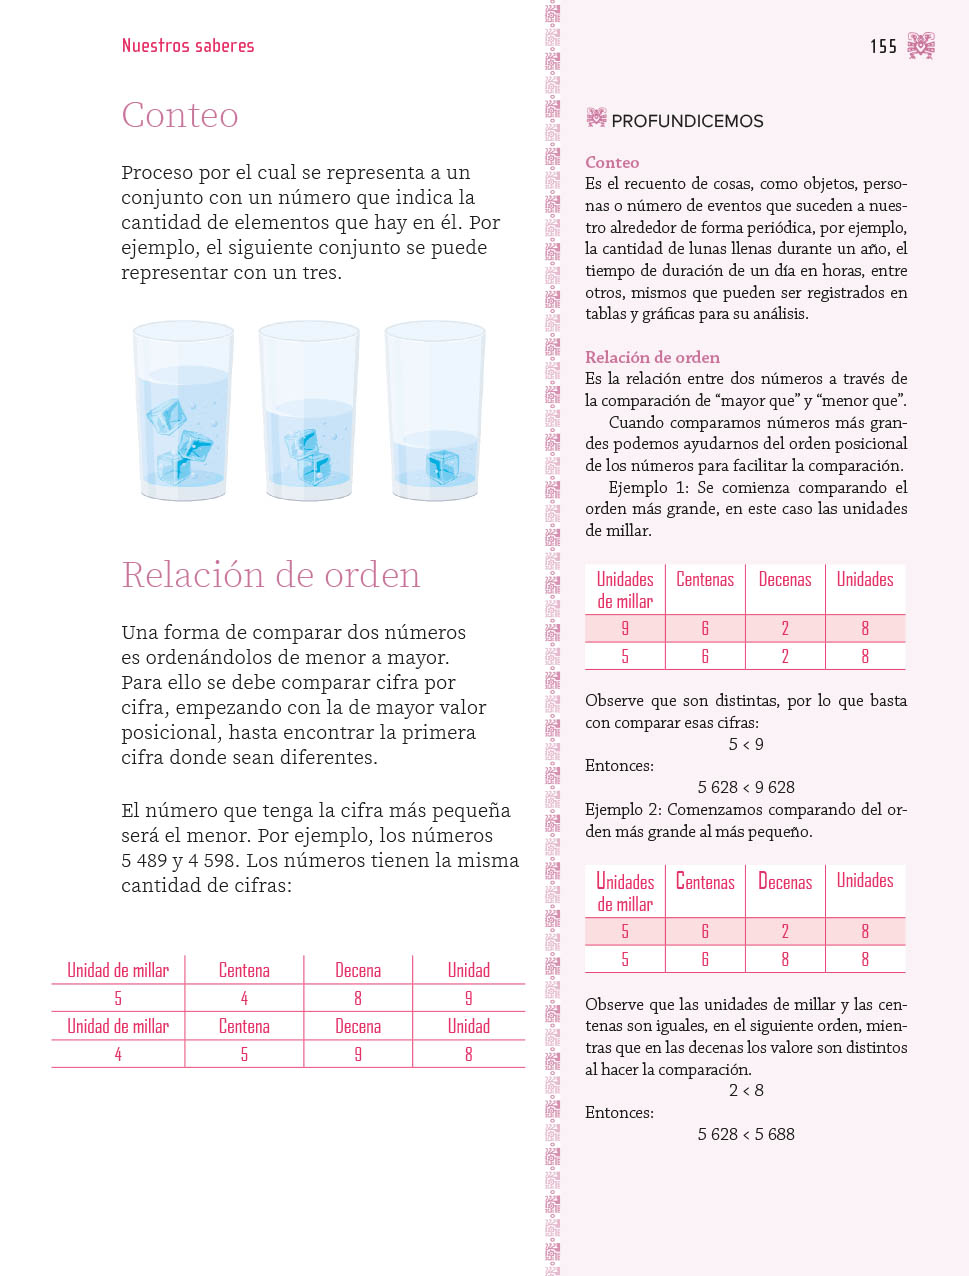 Nuestros saberes
Conteo
Proceso por el cual se representa a un
conjunto con un número que indica la
cantidad de elementos que hay en él. Por
ejemplo, el siguiente conjunto se puede
representar con un tres.
Relación de orden
Una forma de comparar dos números
es ordenándolos de menor a mayor.
Para ello se debe comparar cifra por
cifra, empezando con la de mayor valor
posicional, hasta encontrar la primera
cifra donde sean diferentes.
El número que tenga la cifra más pequeña
será el menor. Por ejemplo, los números
5 489 y 4 598. Los números tienen la misma
cantidad de cifras:
Unidad de millar Centena Decena Unidad
5 4 8 9
Unidad de millar Centena Decena Unidad
4 5 9 8
155
PROFUNDICEMOS
Conteo
Es el recuento de cosas, como objetos, perso-
nas o número de eventos que suceden a nues-
tro alrededor de forma periódica, por ejemplo,
la cantidad de lunas llenas durante un año, el
tiempo de duración de un día en horas, entre
otros, mismos que pueden ser registrados en
tablas y gráficas para su análisis.
Relación de orden
Es la relación entre dos números a través de
la comparación de “mayor que” y “menor que”.
Cuando comparamos números más gran-
des podemos ayudarnos del orden posicional
de los números para facilitar la comparación.
Ejemplo 1: Se comienza comparando el
orden más grande, en este caso las unidades
de millar.
Unidades Centenas Decenas Unidades
de millar
9 6 2 8
5 6 2 8
Observe que son distintas, por lo que basta
con comparar esas cifras:
5 < 9
Entonces:
5 628 < 9 628
Ejemplo 2: Comenzamos comparando del or-
den más grande al más pequeño.
Unidades Centenas Decenas Unidades
de millar
5 6 2 8
5 6 8 8
Observe que las unidades de millar y las cen-
tenas son iguales, en el siguiente orden, mien-
tras que en las decenas los valore son distintos
al hacer la comparación.
2 < 8
Entonces:
5 628 < 5 688